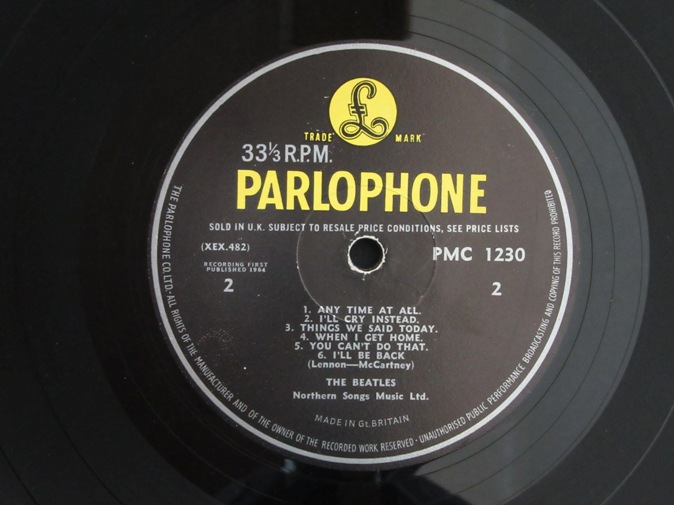 £
TRADE MARK
33⅓ R.P.M.
PARLOPHONE
SOLD IN U.K. SUBJECT TO RESALE PRICE CONDITIONS, SEE PRICE LISTS
(XEX.482)
PMC 1230
RECORDING FIRST
PUBLISHED 1964
2
2
1. ANY TIME AT ALL.
2. I'LL CRY INSTEAD.
3. THINGS WE SAID TODAY.
4. WHEN I GET HOME.
5. YOU CAN'T DO THAT.
6. I'LL BE BACK
(Lennon—McCartney)
THE BEATLES
Northern Songs Music Ltd.
MADE IN Gt. BRITAIN
THE PARLOPHONE CO. LTD.· ALL RIGHTS OF THE MANUFACTURER AND OF THE OWNER OF THE RECORDED WORK RESERVED · UNAUTHORISED PUBLIC PERFORMANCE BROADCASTING AND COPYING OF THIS RECORD PROHIBITED